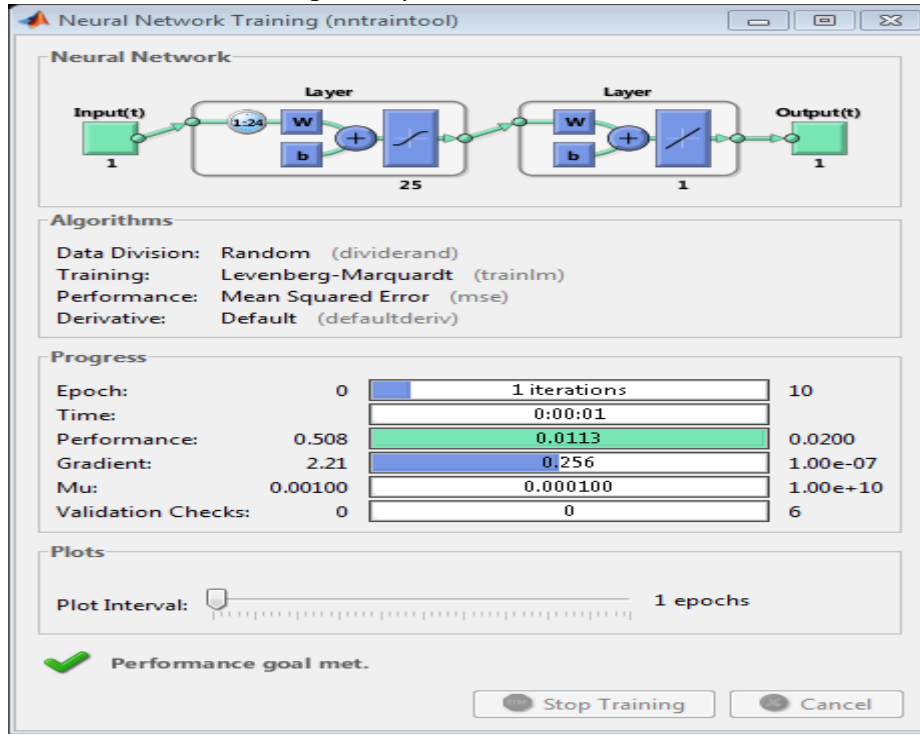 Neural Network Training (nntraintool)
Neural Network
Layer Layer
Input(t) Output(t)
1-24 W W
b b
1 25 1 1
Algorithms
Data Division: Random (dividerand)
Training: Levenberg-Marquardt (trainlm)
Performance: Mean Squared Error (mse)
Derivative: Default (defaultderiv)
Progress
Epoch: 0 1 iterations 10
Time: 0:00:01
Performance: 0.508 0.0113 0.0200
Gradient: 2.21 0.256 1.00e-07
Mu: 0.00100 0.000100 1.00e+10
Validation Checks: 0 0 6
Plots
Plot Interval: 1 epochs
Performance goal met.
Stop Training Cancel